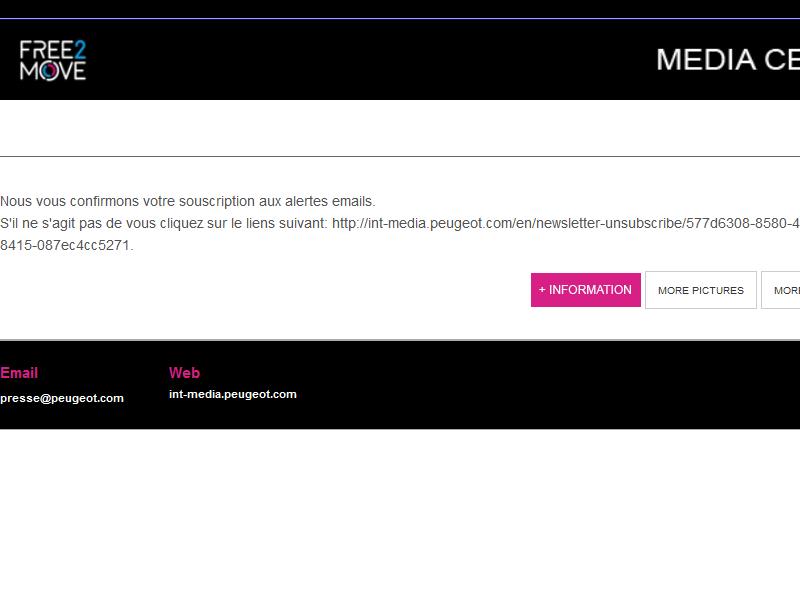 FREE2
MOVE
MEDIA CE
Nous vous confirmons votre souscription aux alertes emails.
S'il ne s'agit pas de vous cliquez sur le liens suivant: http://int-media.peugeot.com/en/newsletter-unsubscribe/577d6308-8580-4
8415-087ec4cc5271.
+ INFORMATION
MORE PICTURES
MORE
Email
Web
presse@peugeot.com
int-media.peugeot.com